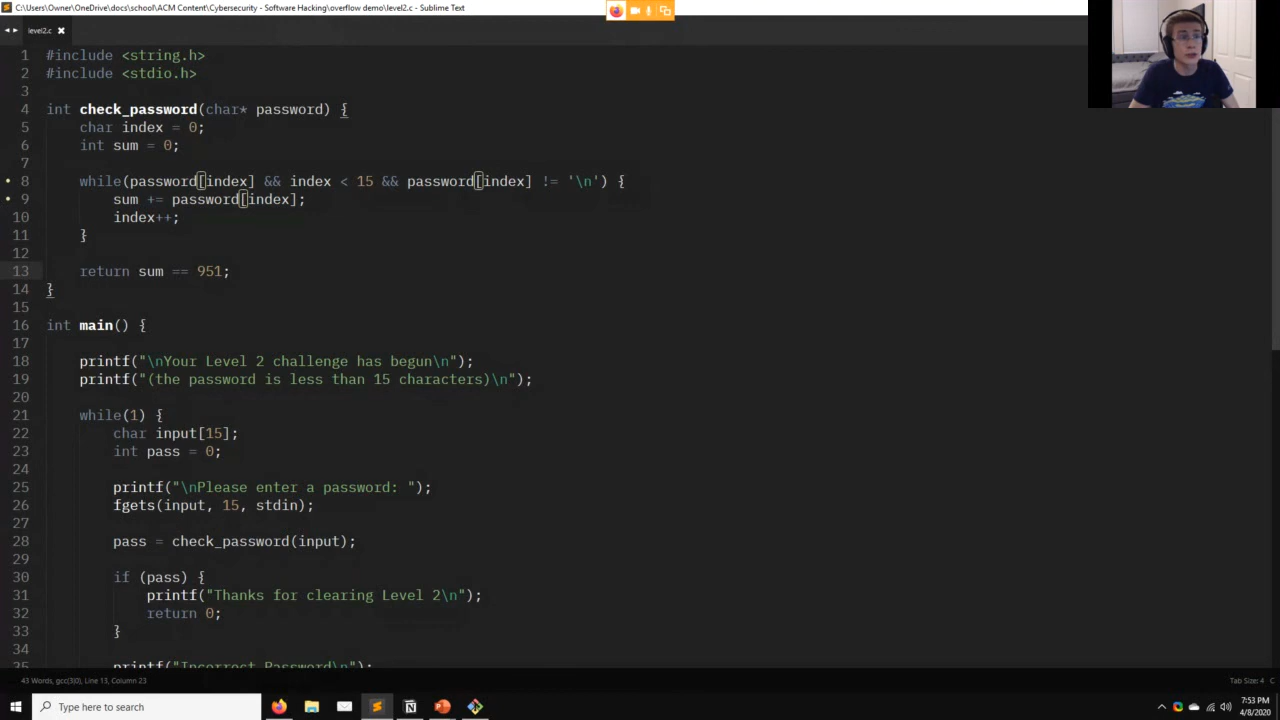 C:\Users\Owner\OneDrive\docs\school\ACM Content\Cybersecurity - Software Hacking\overflow demo\level2.c - Sublime Text
level2.c
1 #include <string.h>
2 #include <stdio.h>
3
4 int check_password(char* password) {
5 char index = 0;
6 int sum = 0;
7
8 while(password[index] && index < 15 && password[index] != '\n') {
9 sum += password[index];
10 index++;
11 }
12
13 return sum == 951;
14 }
15
16 int main() {
17
18 printf("\nYour Level 2 challenge has begun\n");
19 printf("(the password is less than 15 characters)\n");
20
21 while(1) {
22 char input[15];
23 int pass = 0;
24
25 printf("\nPlease enter a password: ");
26 fgets(input, 15, stdin);
27
28 pass = check_password(input);
29
30 if (pass) {
31 printf("Thanks for clearing Level 2\n");
32 return 0;
33 }
34
35 printf("Incorrect Password\n");
43 Words, gcc(3|0), Line 13, Column 23
Tab Size: 4 C
Type here to search
7:53 PM
4/8/2020